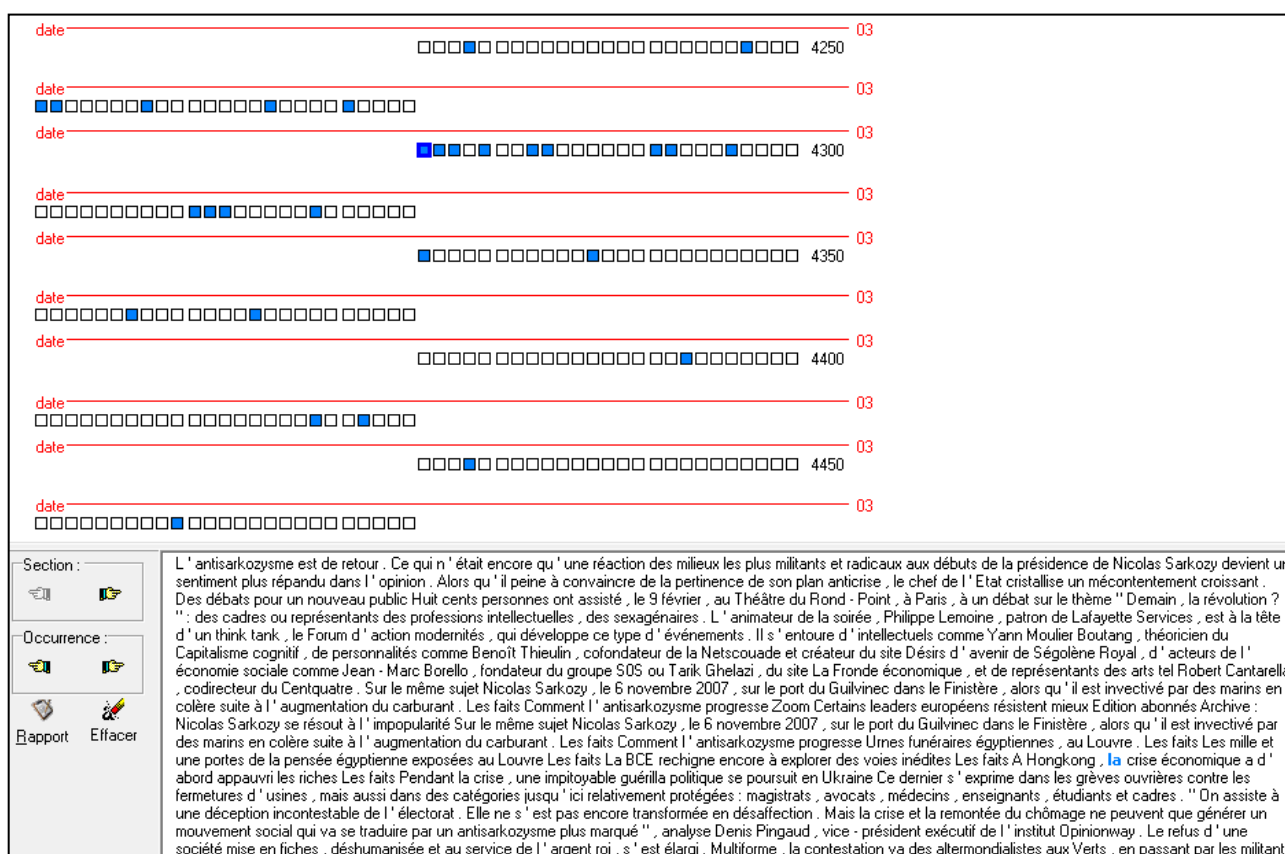 date 03
4250
date 03
date 03
4300
date 03
date 03
4350
date 03
date 03
4400
date 03
date 03
4450
date 03
Section :
Occurrence :
Rapport Effacer
L ' antisarkozysme est de retour . Ce qui n ' était encore qu ' une réaction des milieux les plus militants et radicaux aux débuts de la présidence de Nicolas Sarkozy devient un
sentiment plus répandu dans l ' opinion . Alors qu ' il peine à convaincre de la pertinence de son plan anticrise , le chef de l ' Etat cristallise un mécontentement croissant .
Des débats pour un nouveau public Huit cents personnes ont assisté , le 9 février , au Théâtre du Rond - Point , à Paris , à un débat sur le thème " Demain , la révolution ?
" : des cadres ou représentants des professions intellectuelles , des sexagénaires . L ' animateur de la soirée , Philippe Lemoine , patron de Lafayette Services , est à la tête
d ' un think tank , le Forum d ' action modernités , qui développe ce type d ' événements . Il s ' entoure d ' intellectuels comme Yann Moulier Boutang , théoricien du
Capitalisme cognitif , de personnalités comme Benoît Thieulin , cofondateur de la Netscouade et créateur du site Désirs d ' avenir de Ségolène Royal , d ' acteurs de l '
économie sociale comme Jean - Marc Borello , fondateur du groupe SOS ou Tarik Ghelazi , du site La Fronde économique , et de représentants des arts tel Robert Cantarella
, codirecteur du Centquatre . Sur le même sujet Nicolas Sarkozy , le 6 novembre 2007 , sur le port du Guilvinec dans le Finistère , alors qu ' il est invectivé par des marins en
colère suite à l ' augmentation du carburant . Les faits Comment l ' antisarkozysme progresse Zoom Certains leaders européens résistent mieux Edition abonnés Archive :
Nicolas Sarkozy se résout à l ' impopularité Sur le même sujet Nicolas Sarkozy , le 6 novembre 2007 , sur le port du Guilvinec dans le Finistère , alors qu ' il est invectivé par
des marins en colère suite à l ' augmentation du carburant . Les faits Comment l ' antisarkozysme progresse Urnes funéraires égyptiennes , au Louvre . Les faits Les mille et
une portes de la pensée égyptienne exposées au Louvre Les faits La BCE rechigne encore à explorer des voies inédites Les faits A Hongkong , la crise économique a d '
abord appauvri les riches Les faits Pendant la crise , une impitoyable guérilla politique se poursuit en Ukraine Ce dernier s ' exprime dans les grèves ouvrières contre les
fermetures d ' usines , mais aussi dans des catégories jusqu ' ici relativement protégées : magistrats , avocats , médecins , enseignants , étudiants et cadres . " On assiste à
une déception incontestable de l ' électorat . Elle ne s ' est pas encore transformée en désaffection . Mais la crise et la remontée du chômage ne peuvent que générer un
mouvement social qui va se traduire par un antisarkozysme plus marqué " , analyse Denis Pingaud , vice - président exécutif de l ' institut Opinionway . Le refus d ' une
société mise en fiches , déshumanisée et au service de l ' argent roi , s ' est élargi . Multiforme , la contestation va des altermondialistes aux Verts , en passant par les militant